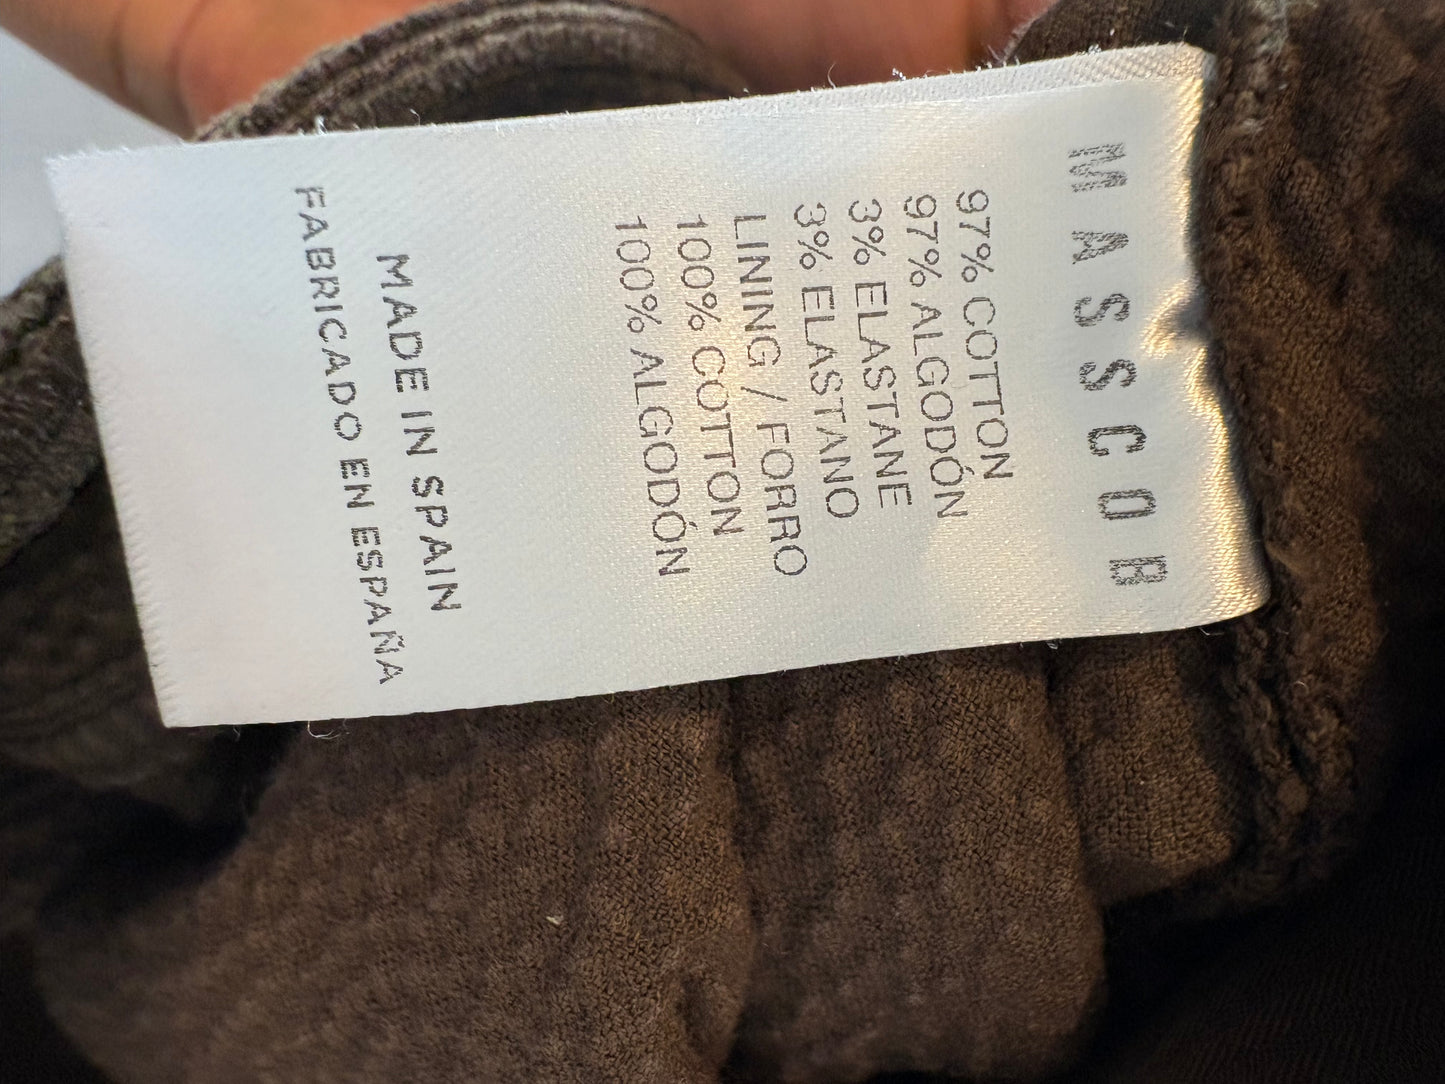 MASSCOB
97% COTTON
97% ALGODÓN
3% ELASTANE
3% ELASTANO
LINING / FORRO
100% COTTON
100% ALGODÓN
MADE IN SPAIN
FABRICADO EN ESPAÑA